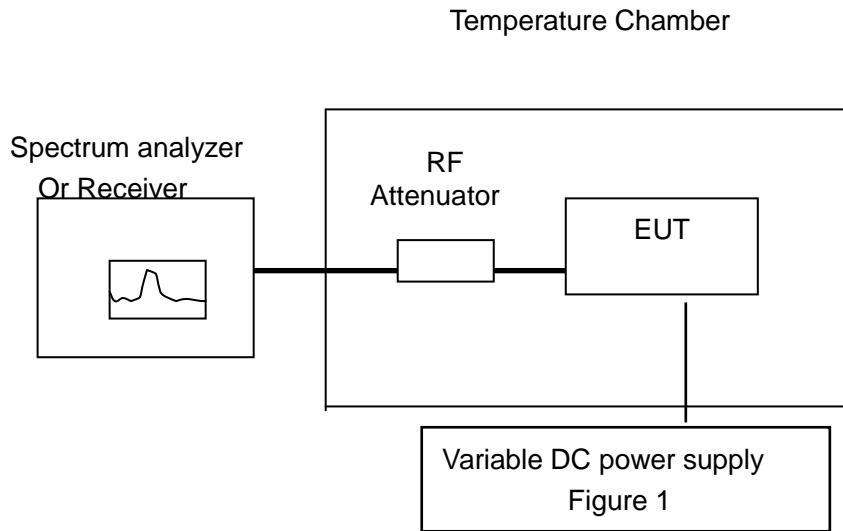 Temperature Chamber
Spectrum analyzer
Or Receiver
RF
Attenuator
EUT
Variable DC power supply
Figure 1